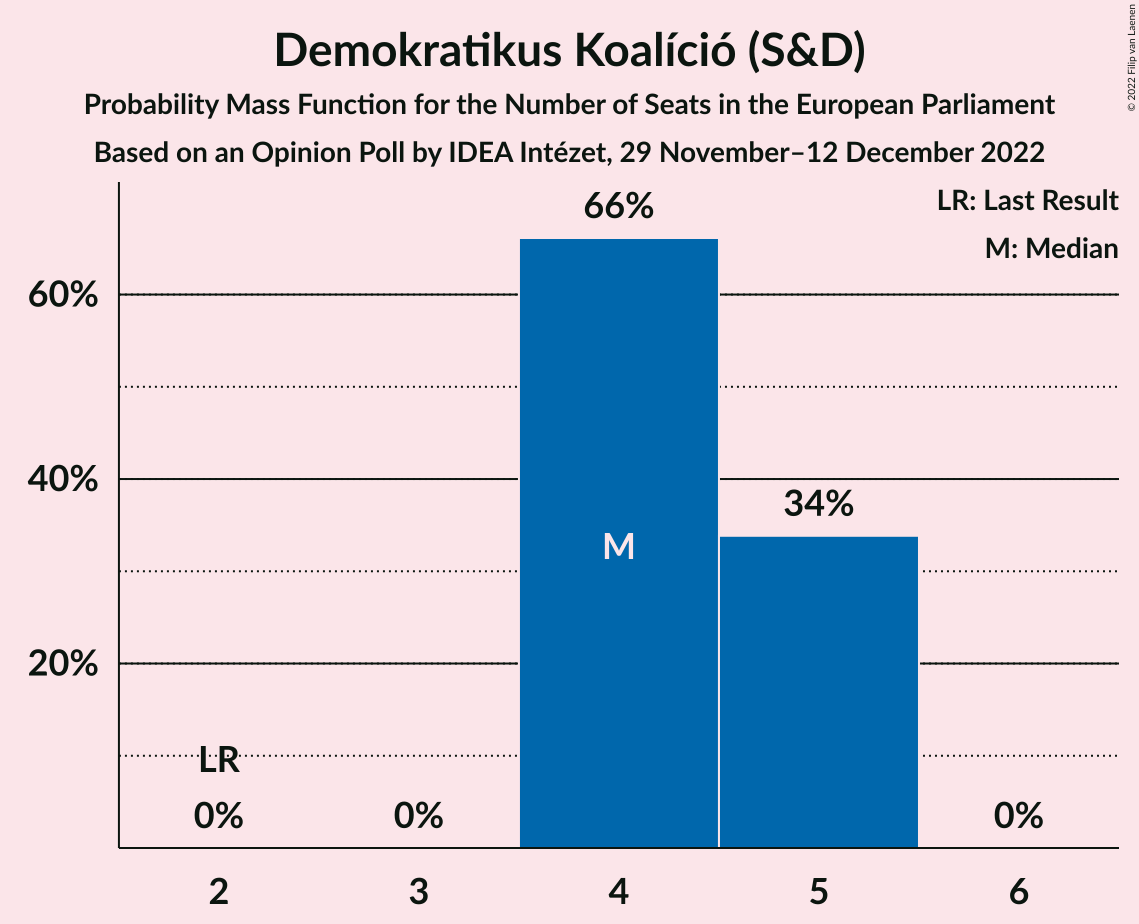 Demokratikus Koalíció (S&D)
Probability Mass Function for the Number of Seats in the European Parliament
Based on an Opinion Poll by IDEA Intézet, 29 November–12 December 2022
© 2022 Filip van Laenen
LR: Last Result
M: Median
66%
60%
40%
34%
M
20%
LR
0%
0%
0%
2
3
4
5
6